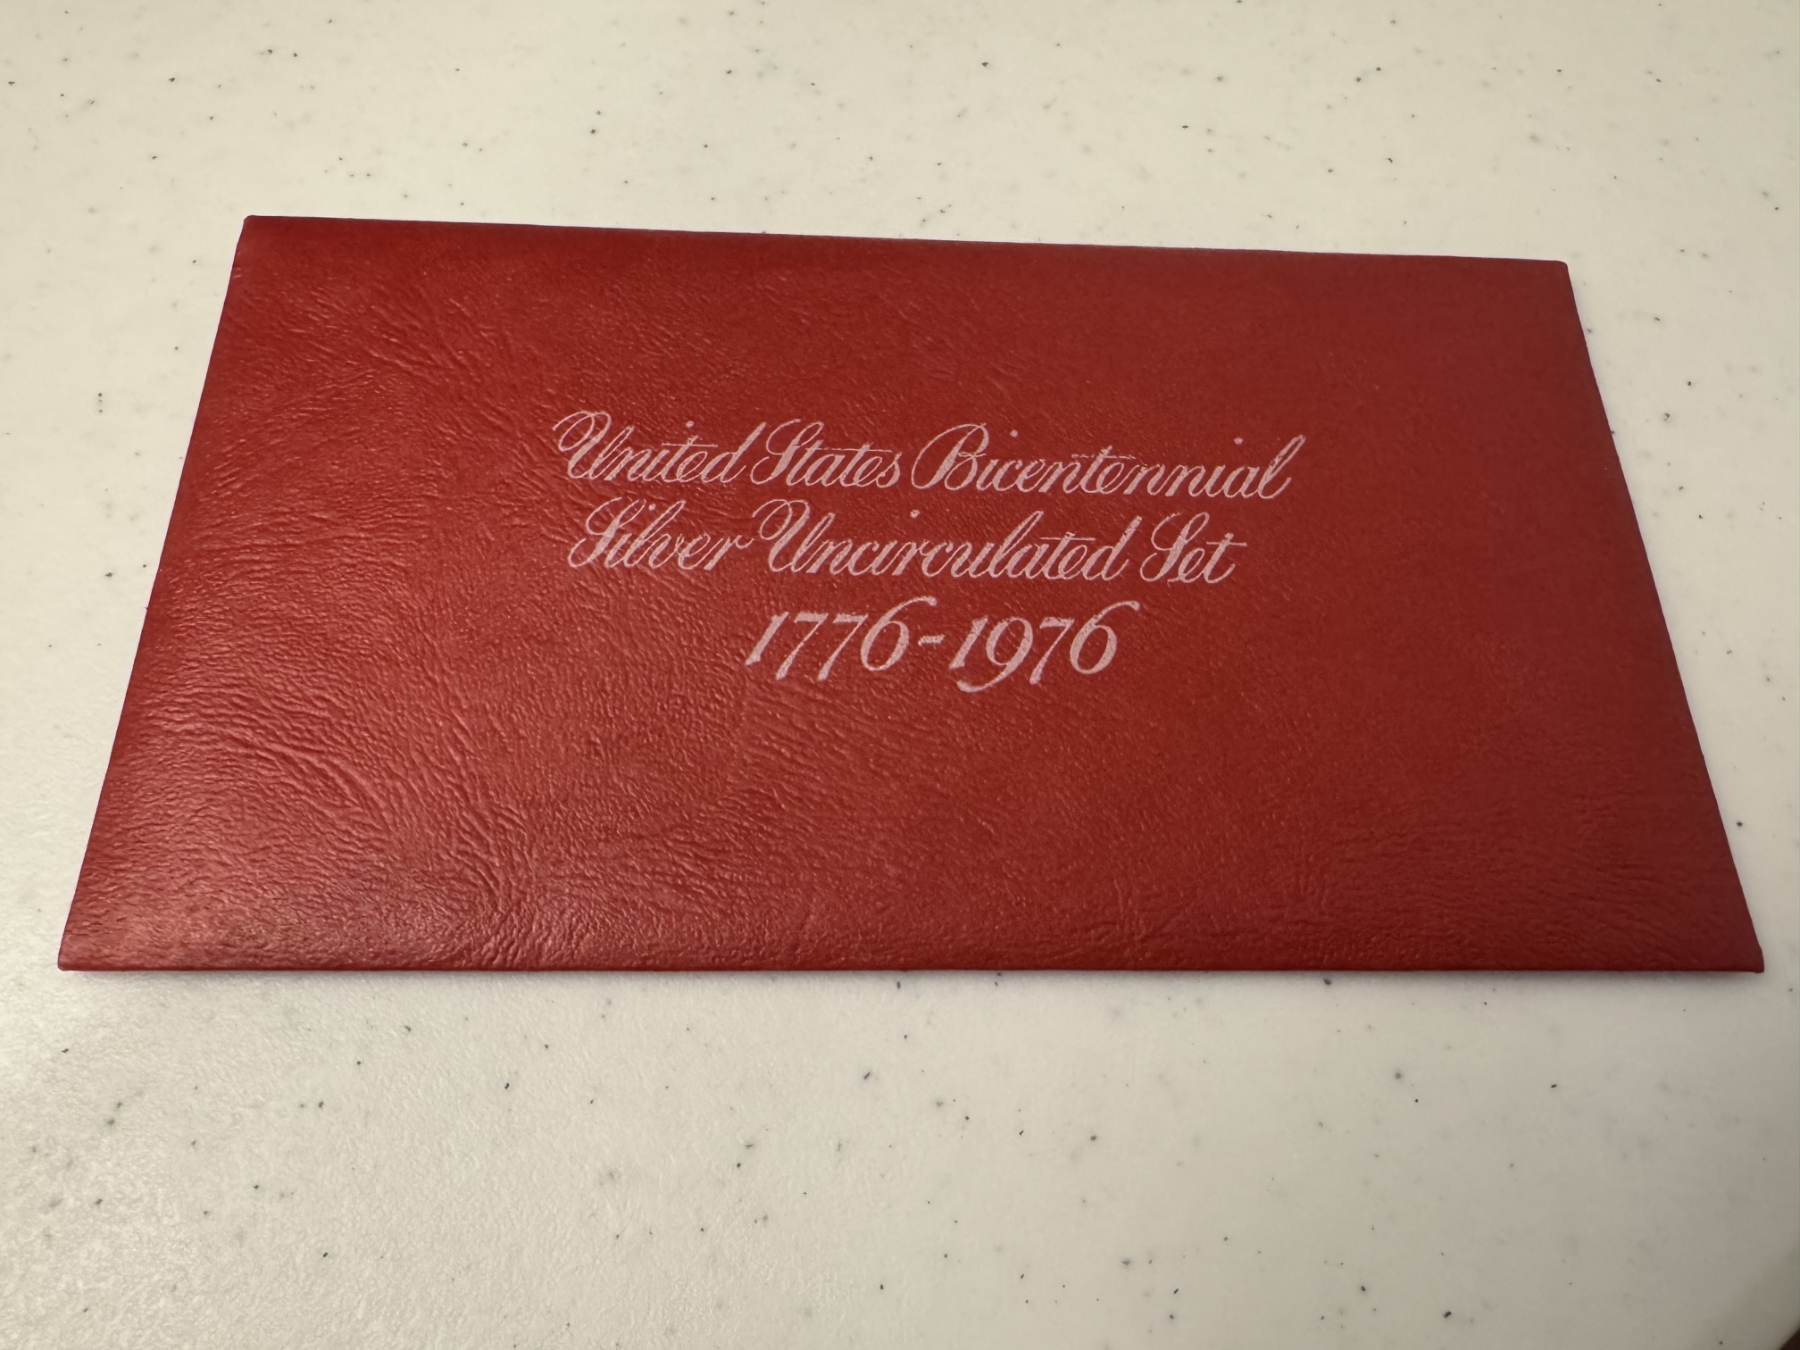 United States Bicentennial
Silver Uncirculated Set
1776-1976